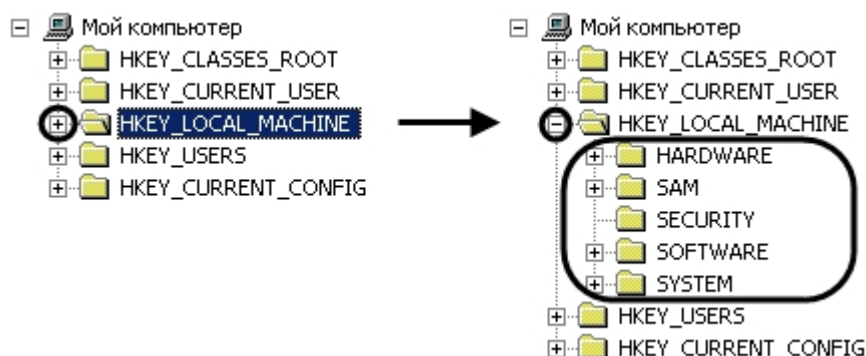 Мой компьютер
HKEY_CLASSES_ROOT
HKEY_CURRENT_USER
HKEY_LOCAL_MACHINE
HKEY_USERS
HKEY_CURRENT_CONFIG
Мой компьютер
HKEY_CLASSES_ROOT
HKEY_CURRENT_USER
HKEY_LOCAL_MACHINE
HARDWARE
SAM
SECURITY
SOFTWARE
SYSTEM
HKEY_USERS
HKEY_CURRENT_CONFIG